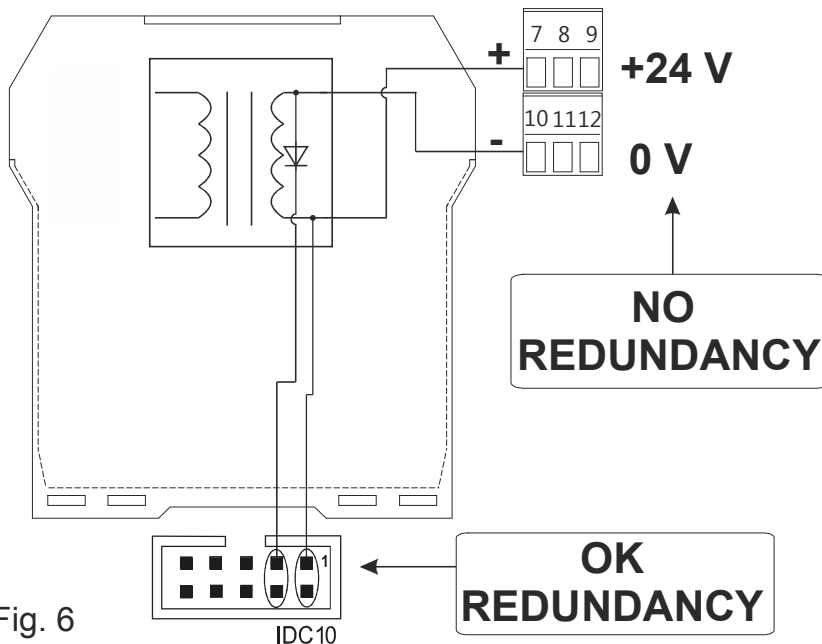 7 8 9
+
+24 V
10 11 12
-
0 V
NO
REDUNDANCY
1
OK
REDUNDANCY
Fig. 6
IDC10